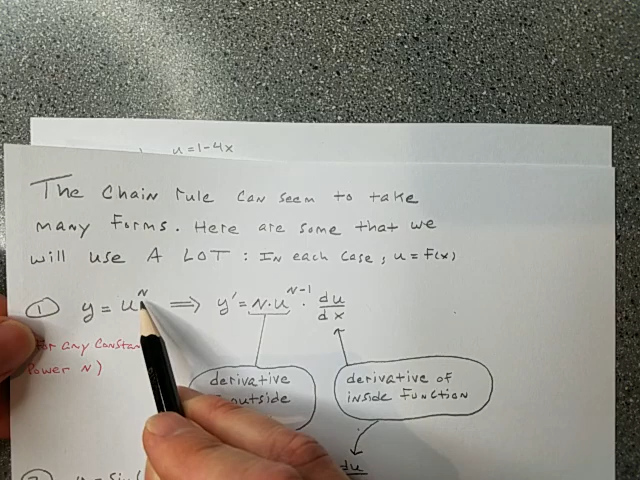 u = 1-4x
The Chain rule can seem to take
many forms. Here are some that we
will use A LOT : In each case, u = f(x)
① y = u^N ⟹ y' = N·u^(N-1) · du/dx
for any Constan
Power N)
derivative
outside
derivative of
inside function
du
y = sin(